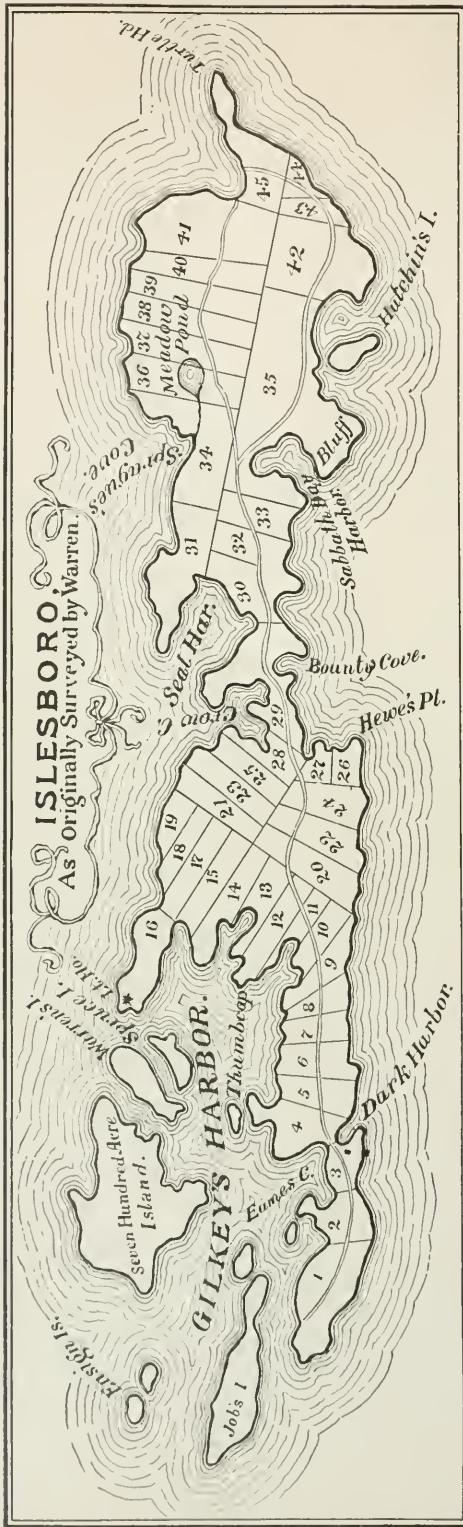 ISLESBORO,
As Originally Surveyed by Warren.
Turtle Hd.
Hutchin's I.
Sprague's
Cove.
Meadow
Pond
Bluff
Sabbath Day
Harbor.
Seal Har.
Crow C.
Bounty Cove.
Hewe's Pt.
Lt. Ho.
Spruce I.
Warren's I.
Seven Hundred Acre
Island.
Thumbcap
GILKEY'S HARBOR.
Eames C.
Dark Harbor.
Ensign Is.
Job's I
1
2
3
4
5
6
7
8
9
10
11
12
13
14
15
16
17
18
19
20
21
22
23
24
25
26
27
28
29
30
31
32
33
34
35
36
37
38
39
40
41
42
43
44
45